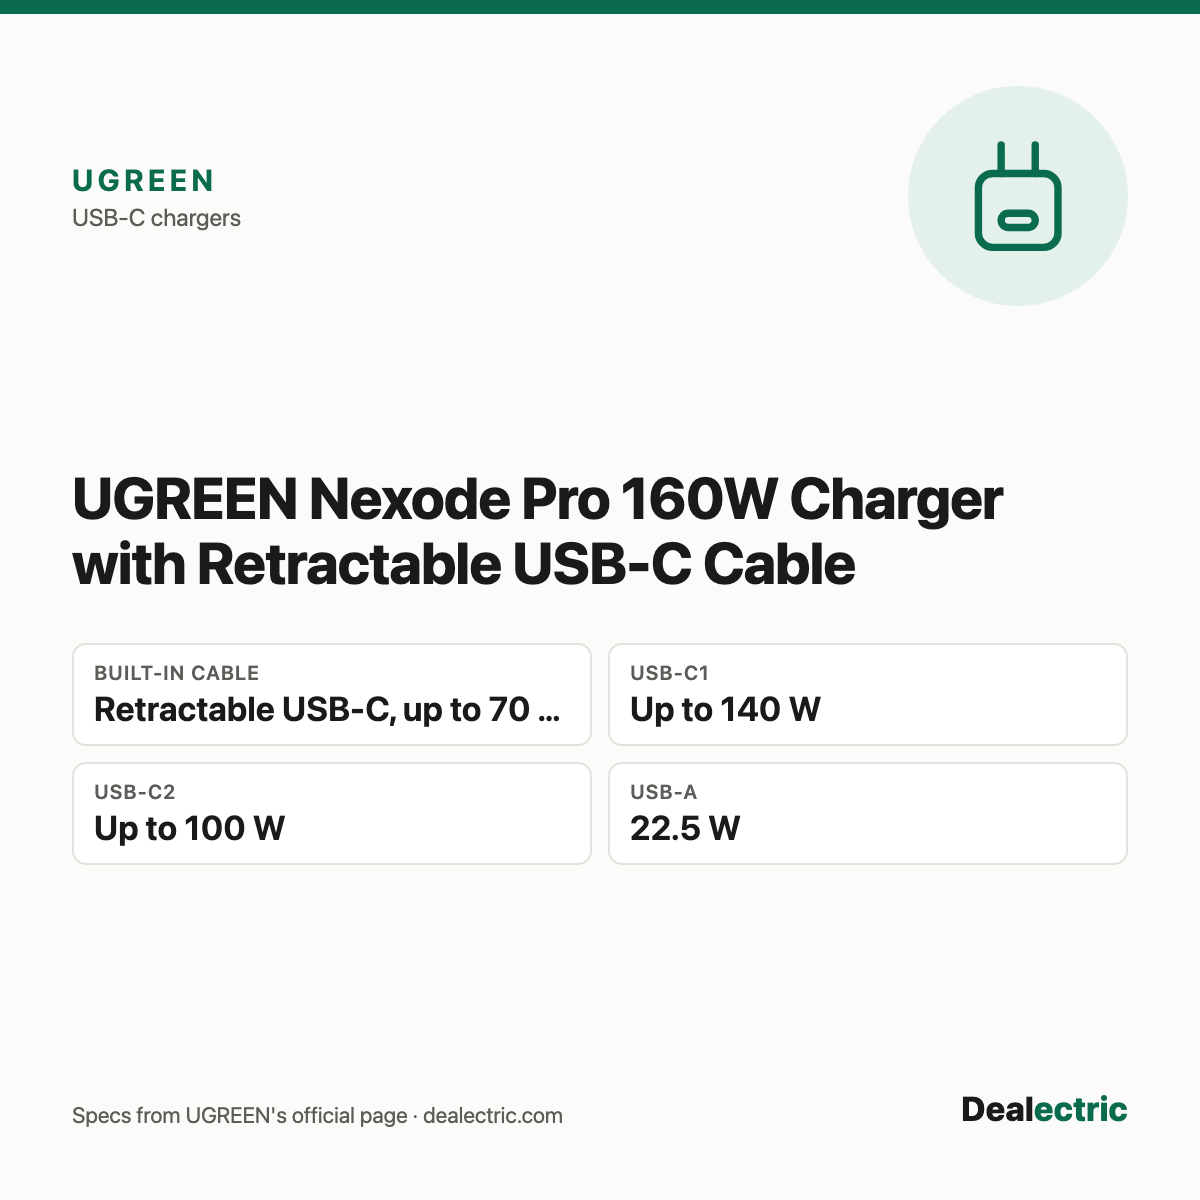 UGREEN
USB-C chargers
UGREEN Nexode Pro 160W Charger
with Retractable USB-C Cable
BUILT-IN CABLE
Retractable USB-C, up to 70 ...
USB-C1
Up to 140 W
USB-C2
Up to 100 W
USB-A
22.5 W
Specs from UGREEN's official page · dealectric.com
Dealectric